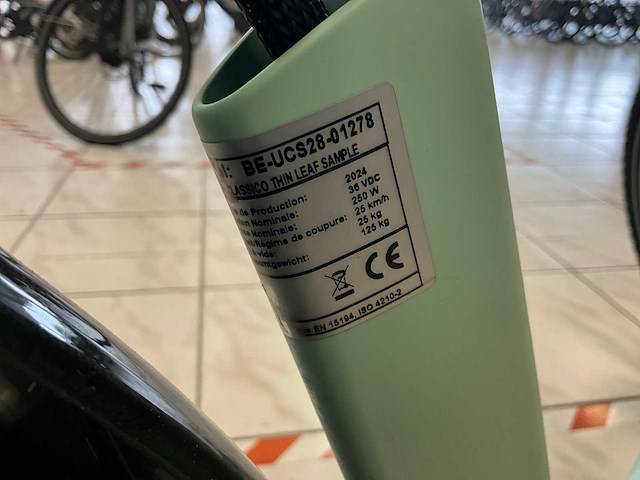 BE-UCS28-01278
CLASSICO THIN LEAF SAMPLE
de Production: 2024
Nominale: 36 VDC
Nominale: 250 W
Régime de coupure: 25 km/h
vide: 25 kg
125 kg
CE
EN 15194, ISO 4210-2